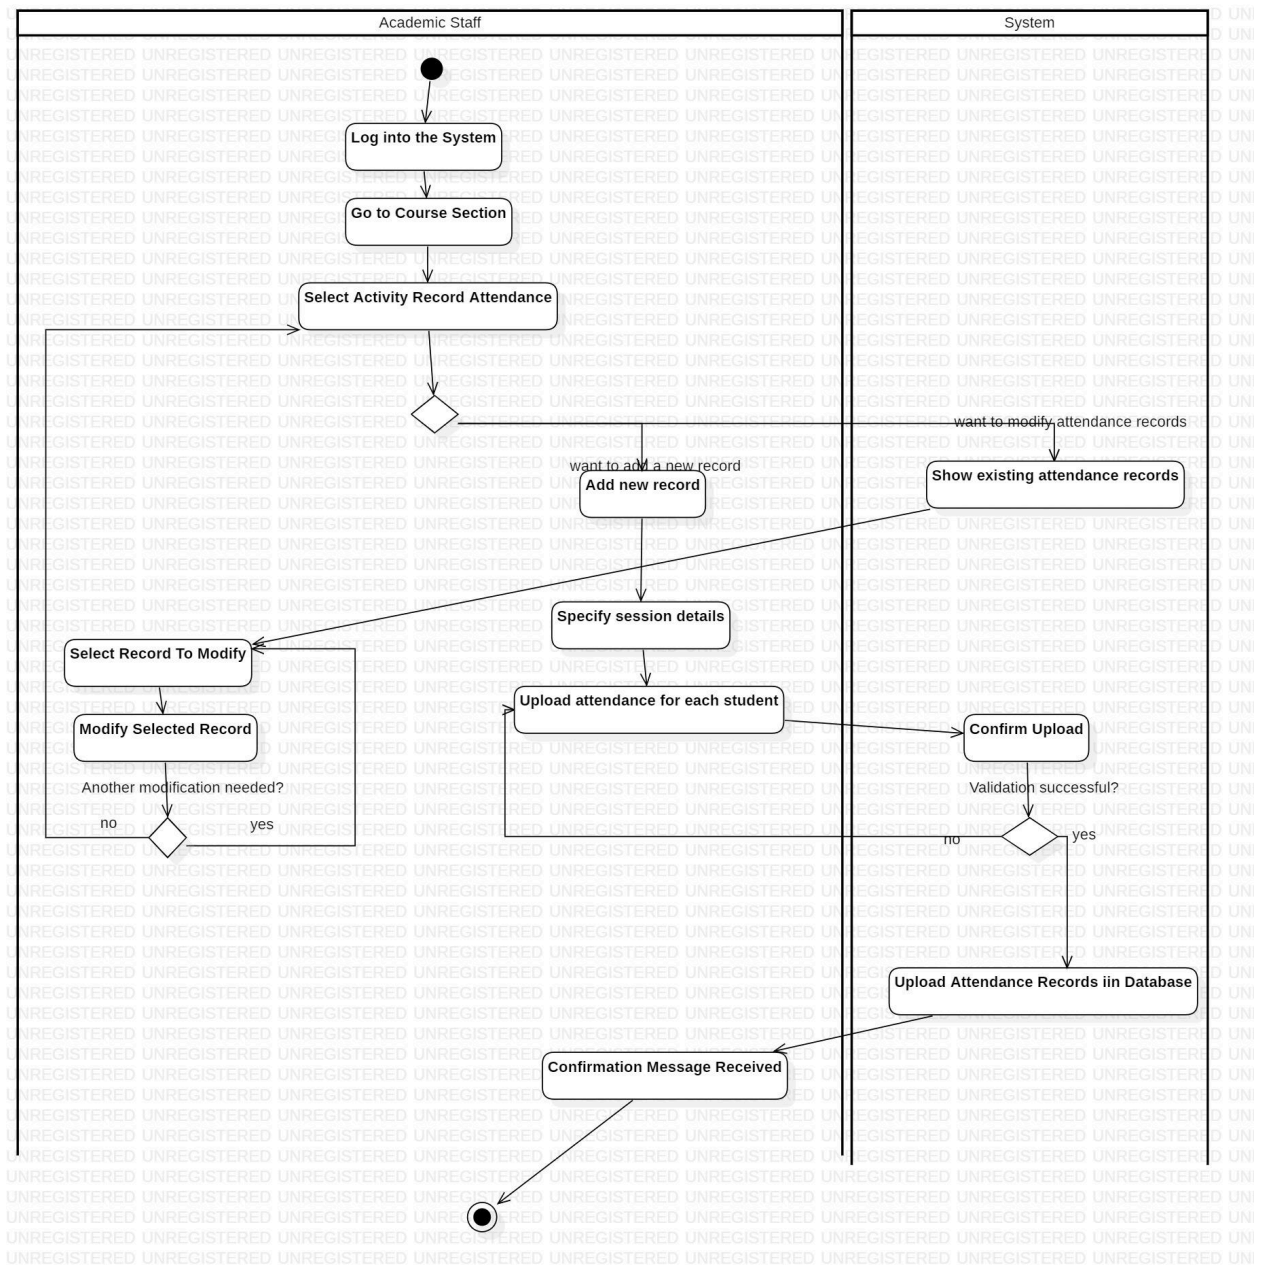 Academic Staff
System
Log into the System
Go to Course Section
Select Activity Record Attendance
want to modify attendance records
want to add a new record
Add new record
Show existing attendance records
Specify session details
Select Record To Modify
Upload attendance for each student
Modify Selected Record
Confirm Upload
Another modification needed?
Validation successful?
no
yes
no
yes
Upload Attendance Records iin Database
Confirmation Message Received
UNREGISTERED